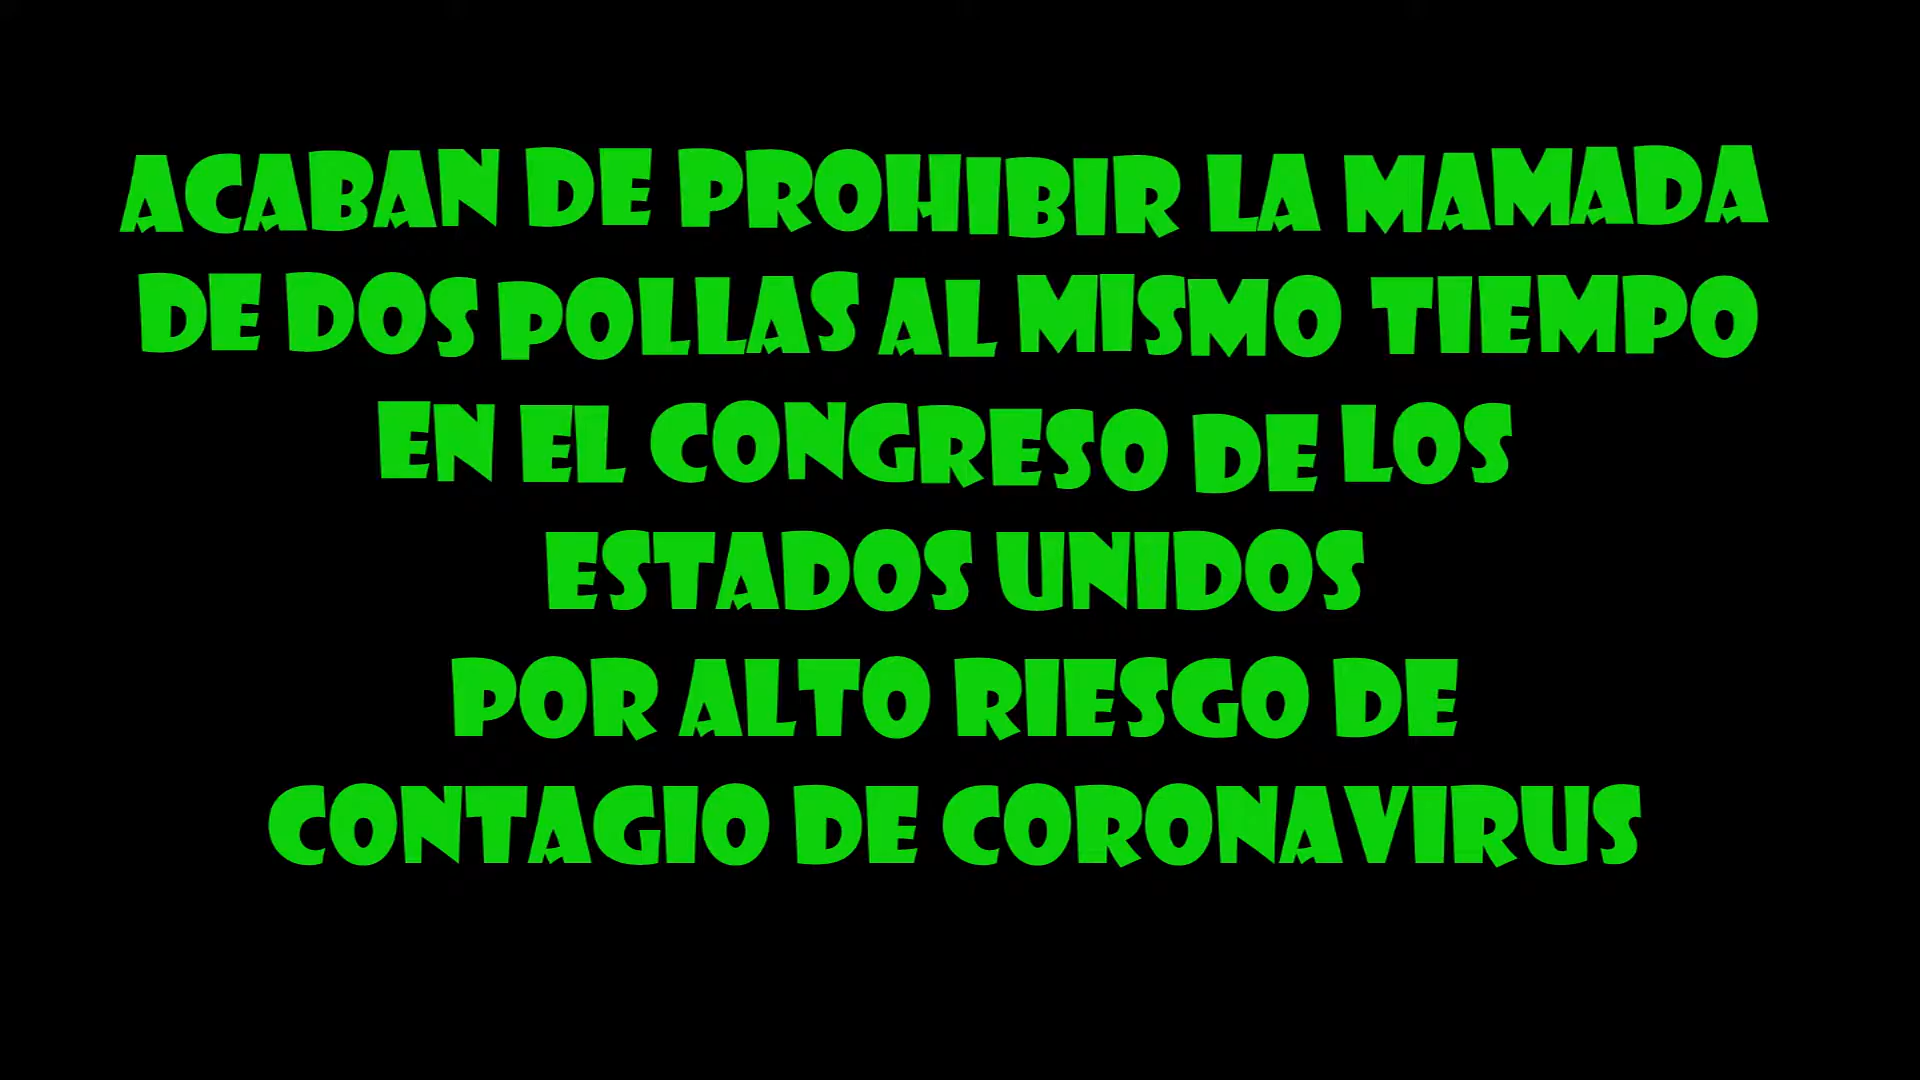 ACABAN DE PROHIBIR LA MAMADA
DE DOS POLLAS AL MISMO TIEMPO
EN EL CONGRESO DE LOS
ESTADOS UNIDOS
POR ALTO RIESGO DE
CONTAGIO DE CORONAVIRUS